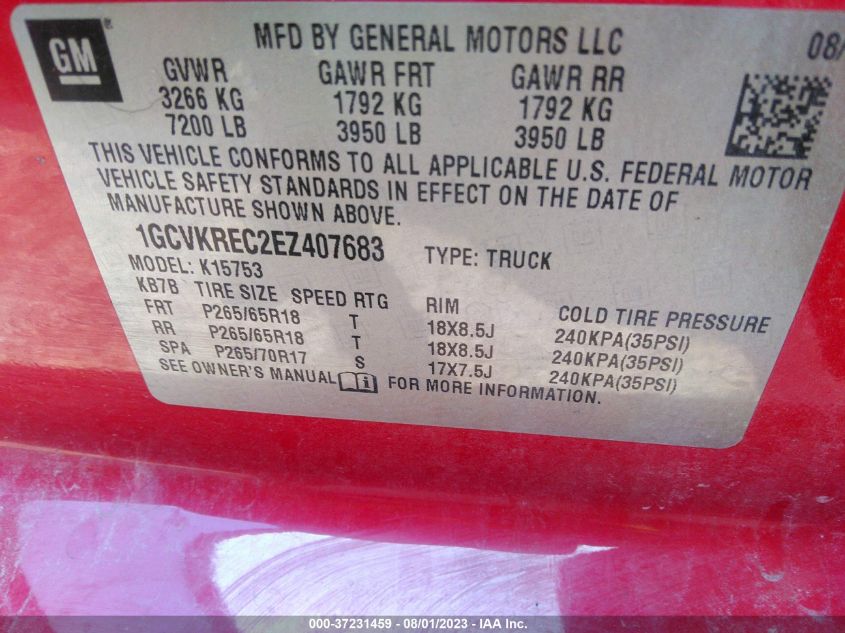 GM
MFD BY GENERAL MOTORS LLC 08/
GVWR GAWR FRT GAWR RR
3266 KG 1792 KG 1792 KG
7200 LB 3950 LB 3950 LB
THIS VEHICLE CONFORMS TO ALL APPLICABLE U.S. FEDERAL MOTOR
VEHICLE SAFETY STANDARDS IN EFFECT ON THE DATE OF
MANUFACTURE SHOWN ABOVE.
1GCVKREC2EZ407683 TYPE: TRUCK
MODEL: K15753
KB7B TIRE SIZE SPEED RTG RIM COLD TIRE PRESSURE
FRT P265/65R18 T 18X8.5J 240KPA(35PSI)
RR P265/65R18 T 18X8.5J 240KPA(35PSI)
SPA P265/70R17 S 17X7.5J 240KPA(35PSI)
SEE OWNER'S MANUAL FOR MORE INFORMATION.
000-37231459 - 08/01/2023 - IAA Inc.